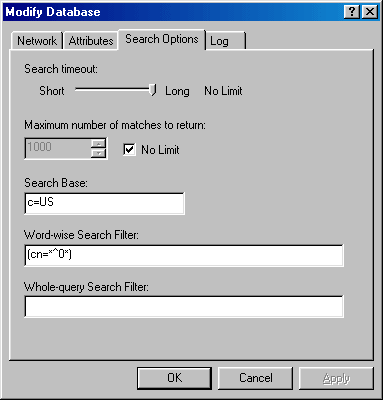 Modify Database
Network Attributes Search Options Log
Search timeout:
Short Long No Limit
Maximum number of matches to return:
1000 No Limit
Search Base:
c=US
Word-wise Search Filter:
(cn=*^0*)
Whole-query Search Filter:
OK Cancel Apply